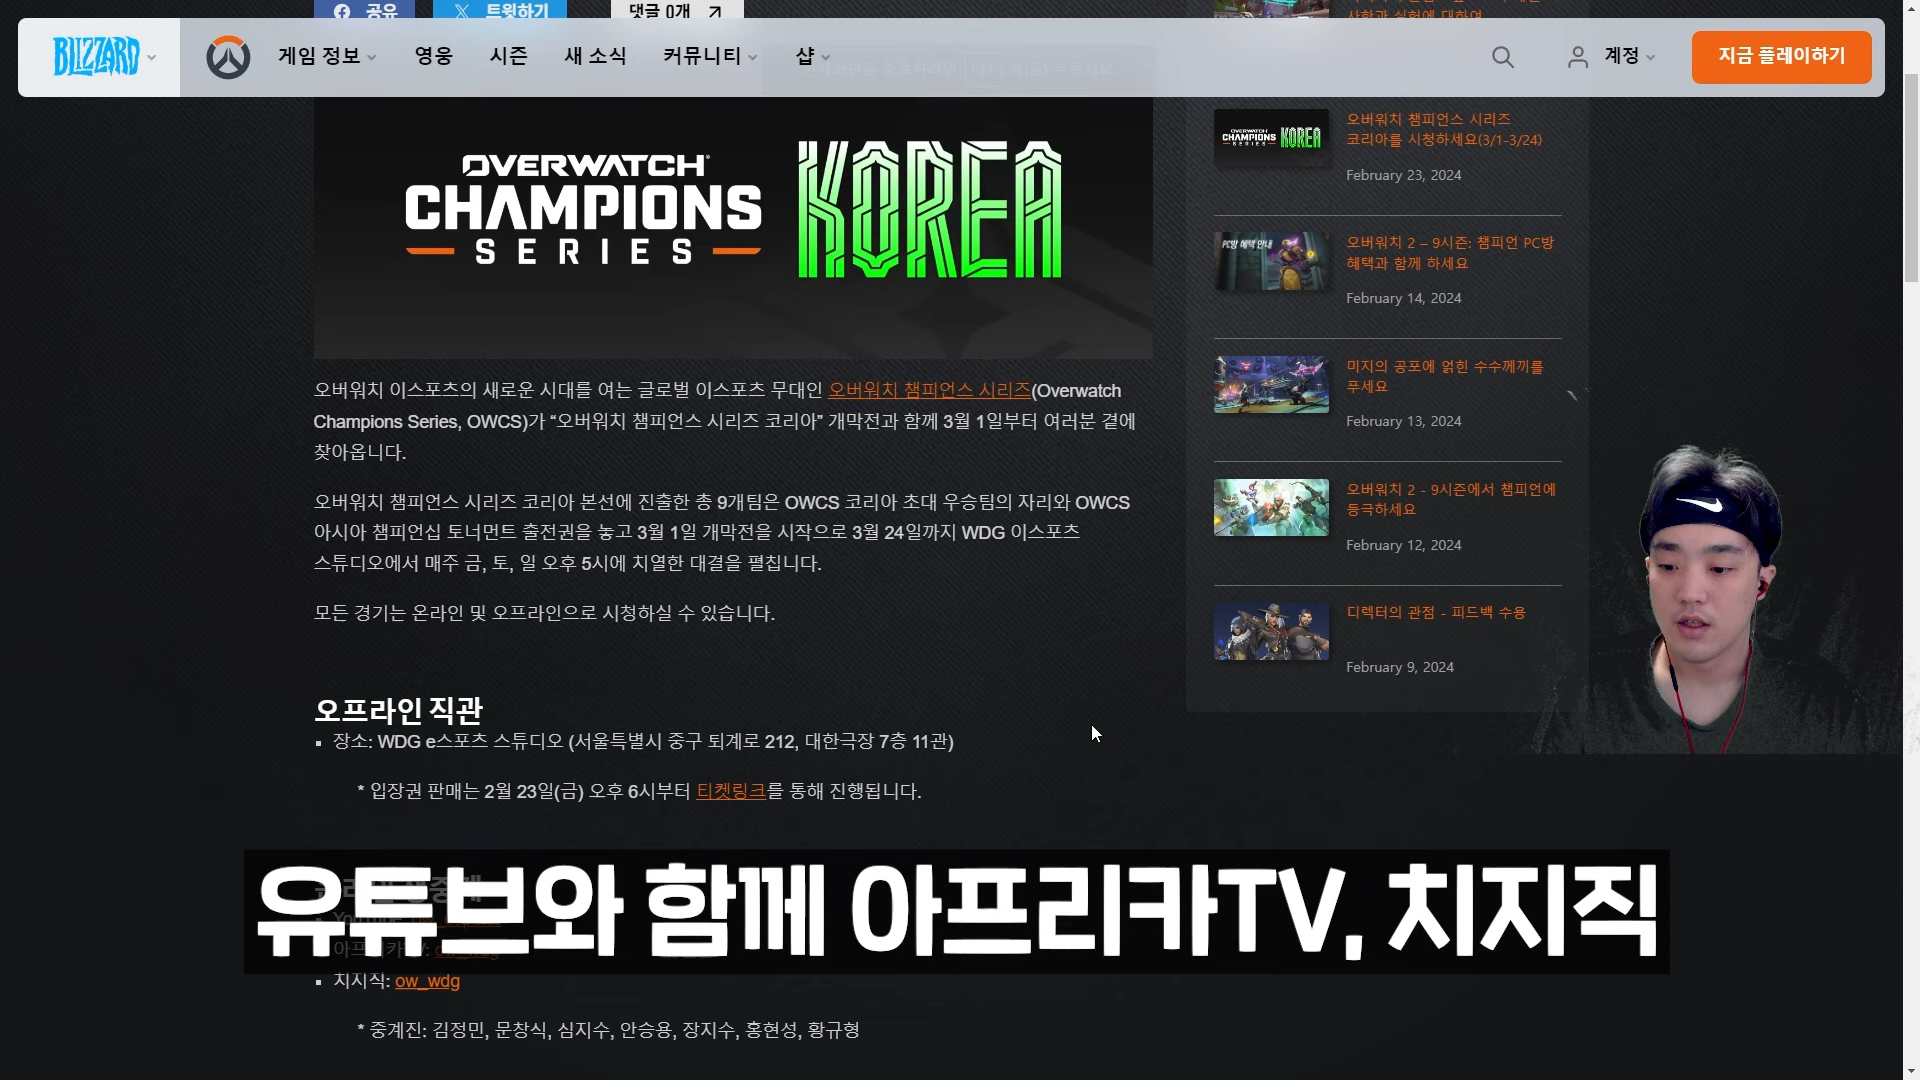 공유
트윗하기
댓글 0개
BLIZZARD
게임 정보
영웅
시즌
새 소식
커뮤니티
샵
계정
지금 플레이하기
OVERWATCH
CHAMPIONS
SERIES
KOREA
오버워치 이스포츠의 새로운 시대를 여는 글로벌 이스포츠 무대인 오버워치 챔피언스 시리즈(Overwatch
Champions Series, OWCS)가 “오버워치 챔피언스 시리즈 코리아” 개막전과 함께 3월 1일부터 여러분 곁에
찾아옵니다.
오버워치 챔피언스 시리즈 코리아 본선에 진출한 총 9개팀은 OWCS 코리아 초대 우승팀의 자리와 OWCS
아시아 챔피언십 토너먼트 출전권을 놓고 3월 1일 개막전을 시작으로 3월 24일까지 WDG 이스포츠
스튜디오에서 매주 금, 토, 일 오후 5시에 치열한 대결을 펼칩니다.
모든 경기는 온라인 및 오프라인으로 시청하실 수 있습니다.
오프라인 직관
▪ 장소: WDG e스포츠 스튜디오 (서울특별시 중구 퇴계로 212, 대한극장 7층 11관)
* 입장권 판매는 2월 23일(금) 오후 6시부터 티켓링크를 통해 진행됩니다.
유튜브와 함께 아프리카TV, 치지직
▪ 치지직: ow_wdg
* 중계진: 김정민, 문창식, 심지수, 안승용, 장지수, 홍현성, 황규형
OVERWATCH
CHAMPIONS
SERIES
KOREA
오버워치 챔피언스 시리즈
코리아를 시청하세요(3/1-3/24)
February 23, 2024
PC방 혜택 안내
오버워치 2 – 9시즌: 챔피언 PC방
혜택과 함께 하세요
February 14, 2024
미지의 공포에 얽힌 수수께끼를
푸세요
February 13, 2024
오버워치 2 - 9시즌에서 챔피언에
등극하세요
February 12, 2024
디렉터의 관점 - 피드백 수용
February 9, 2024